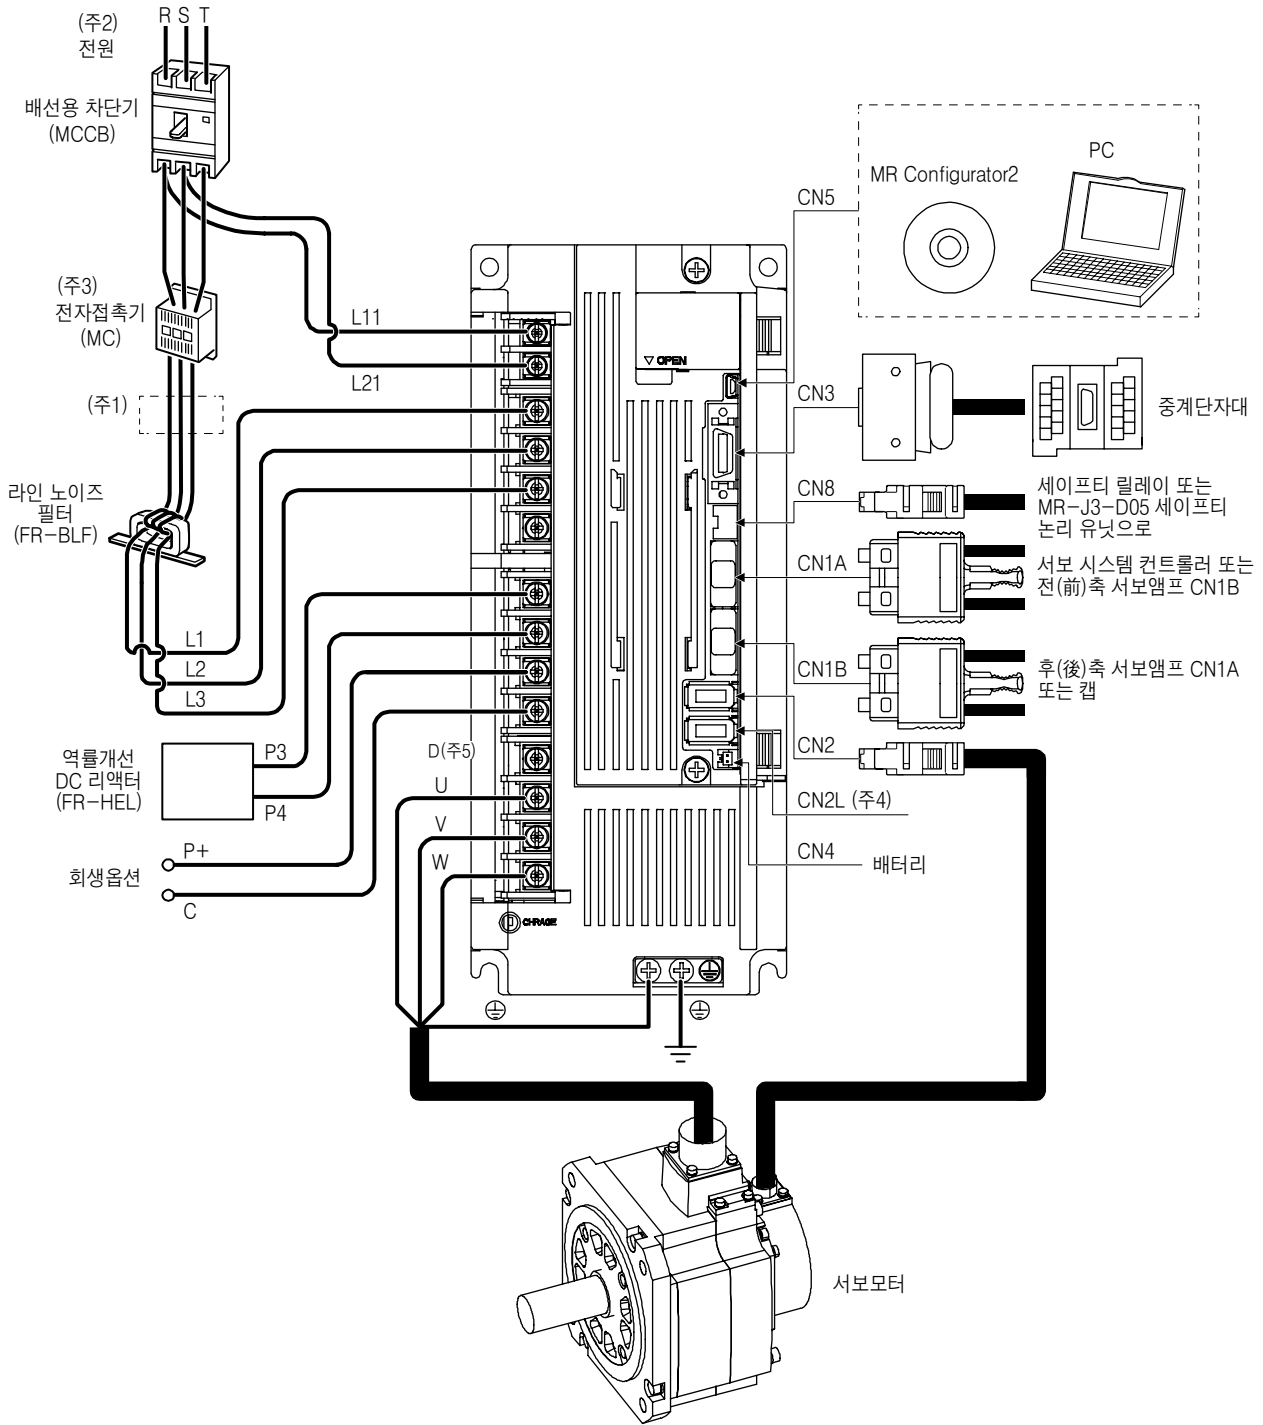 (주2)
전원
R S T
배선용 차단기
(MCCB)
(주3)
전자접촉기
(MC)
(주1)
라인 노이즈
필터
(FR-BLF)
L11
L21
L1
L2
L3
역률개선
DC 리액터
(FR-HEL)
P3
P4
회생옵션
P+
C
D(주5)
U
V
W
▽ OPEN
CHRAGE
CN5
MR Configurator2
PC
CN3
중계단자대
CN8
세이프티 릴레이 또는
MR-J3-D05 세이프티
논리 유닛으로
CN1A
서보 시스템 컨트롤러 또는
전(前)축 서보앰프 CN1B
CN1B
후(後)축 서보앰프 CN1A
또는 캡
CN2
CN2L (주4)
CN4
배터리
서보모터